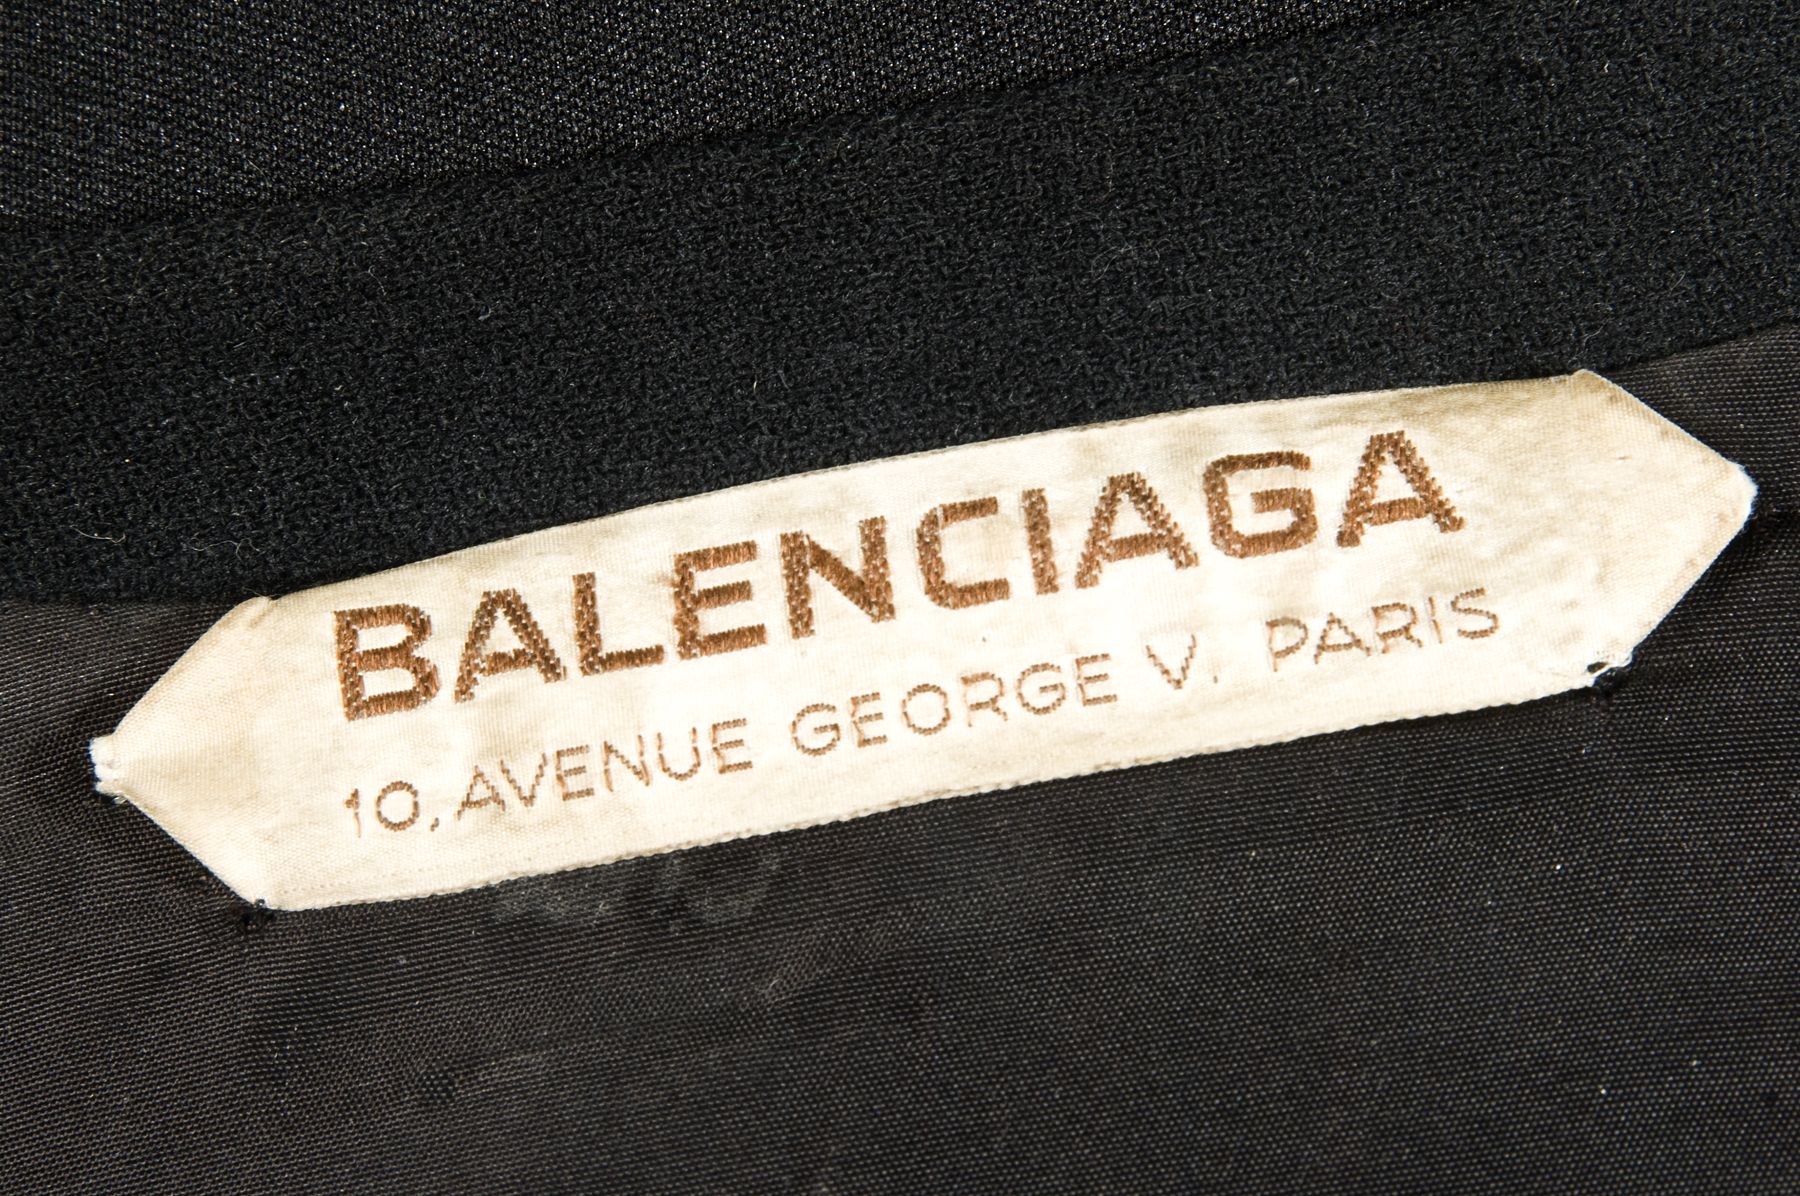 BALENCIAGA
10, AVENUE GEORGE V. PARIS